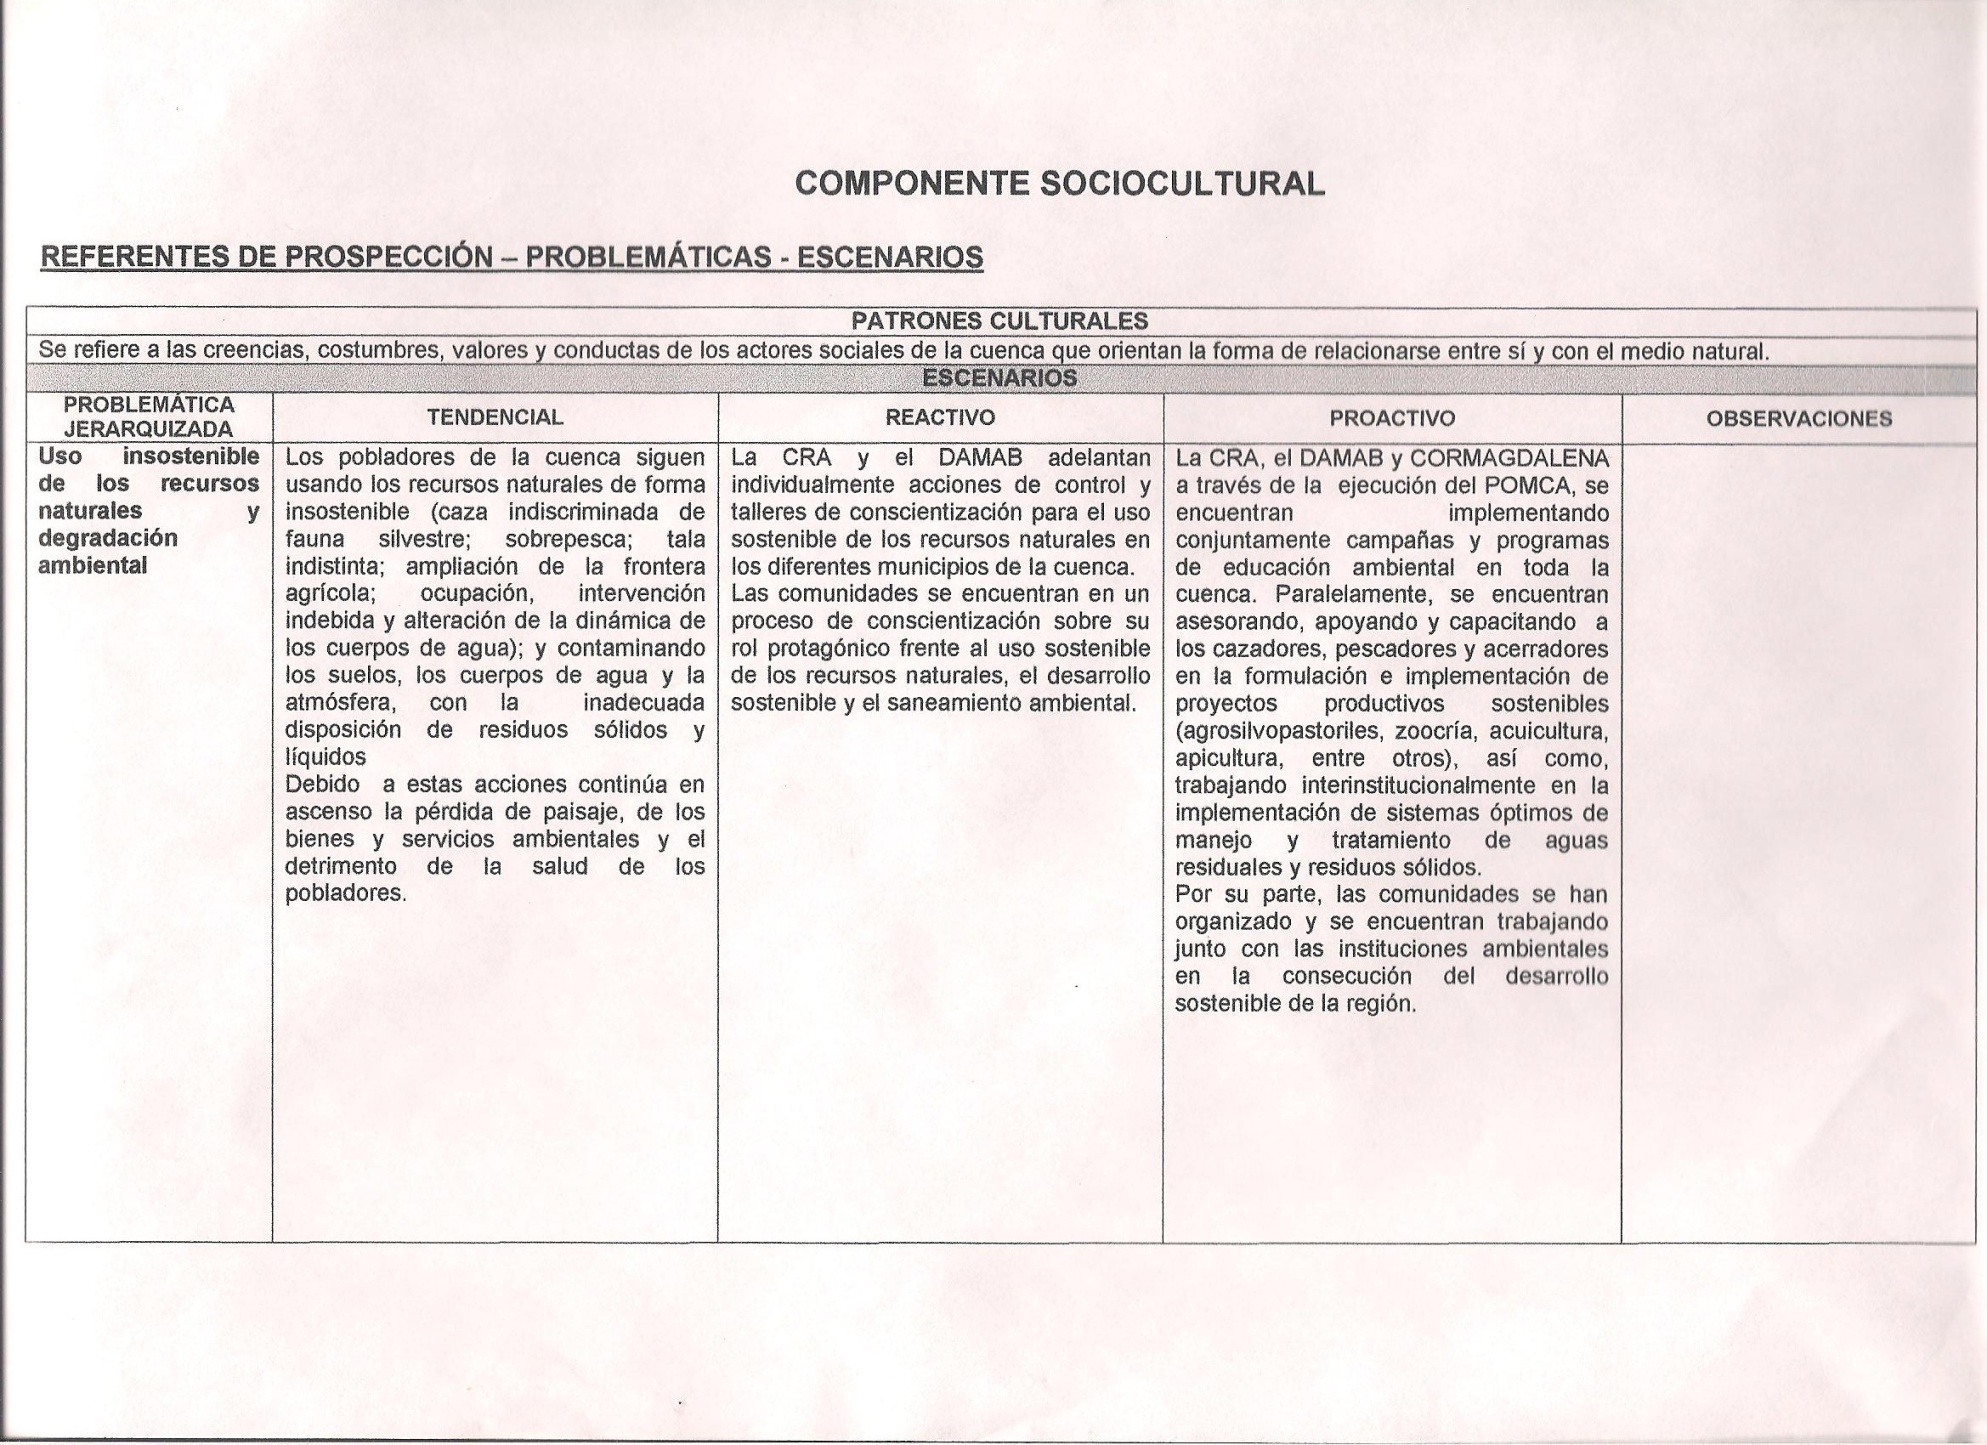 COMPONENTE SOCIOCULTURAL
REFERENTES DE PROSPECCIÓN – PROBLEMÁTICAS - ESCENARIOS
PATRONES CULTURALES
Se refiere a las creencias, costumbres, valores y conductas de los actores sociales de la cuenca que orientan la forma de relacionarse entre sí y con el medio natural.
ESCENARIOS
PROBLEMÁTICA
JERARQUIZADA
TENDENCIAL
REACTIVO
PROACTIVO
OBSERVACIONES
Uso insostenible
de los recursos
naturales y
degradación
ambiental
Los pobladores de la cuenca siguen
usando los recursos naturales de forma
insostenible (caza indiscriminada de
fauna silvestre; sobrepesca; tala
indistinta; ampliación de la frontera
agrícola; ocupación, intervención
indebida y alteración de la dinámica de
los cuerpos de agua); y contaminando
los suelos, los cuerpos de agua y la
atmósfera, con la inadecuada
disposición de residuos sólidos y
líquidos
Debido a estas acciones continúa en
ascenso la pérdida de paisaje, de los
bienes y servicios ambientales y el
detrimento de la salud de los
pobladores.
La CRA y el DAMAB adelantan
individualmente acciones de control y
talleres de conscientización para el uso
sostenible de los recursos naturales en
los diferentes municipios de la cuenca.
Las comunidades se encuentran en un
proceso de conscientización sobre su
rol protagónico frente al uso sostenible
de los recursos naturales, el desarrollo
sostenible y el saneamiento ambiental.
La CRA, el DAMAB y CORMAGDALENA
a través de la ejecución del POMCA, se
encuentran implementando
conjuntamente campañas y programas
de educación ambiental en toda la
cuenca. Paralelamente, se encuentran
asesorando, apoyando y capacitando a
los cazadores, pescadores y acerradores
en la formulación e implementación de
proyectos productivos sostenibles
(agrosilvopastoriles, zoocría, acuicultura,
apicultura, entre otros), así como,
trabajando interinstitucionalmente en la
implementación de sistemas óptimos de
manejo y tratamiento de aguas
residuales y residuos sólidos.
Por su parte, las comunidades se han
organizado y se encuentran trabajando
junto con las instituciones ambientales
en la consecución del desarrollo
sostenible de la región.